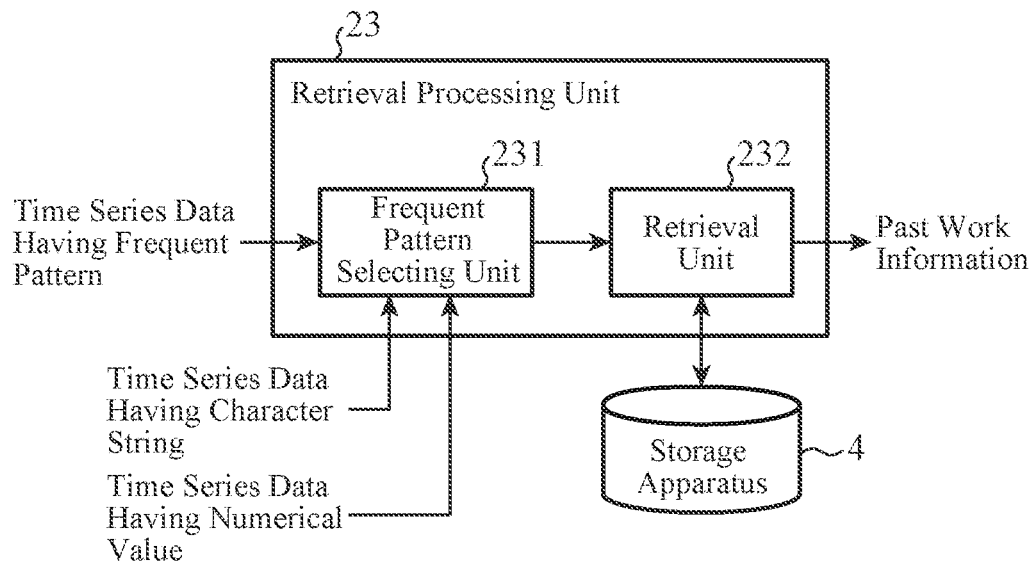 23
Retrieval Processing Unit
231
232
Time Series Data
Having Frequent
Pattern
Frequent
Pattern
Selecting Unit
Retrieval
Unit
Past Work
Information
Time Series Data
Having Character
String
Time Series Data
Having Numerical
Value
Storage
Apparatus
4